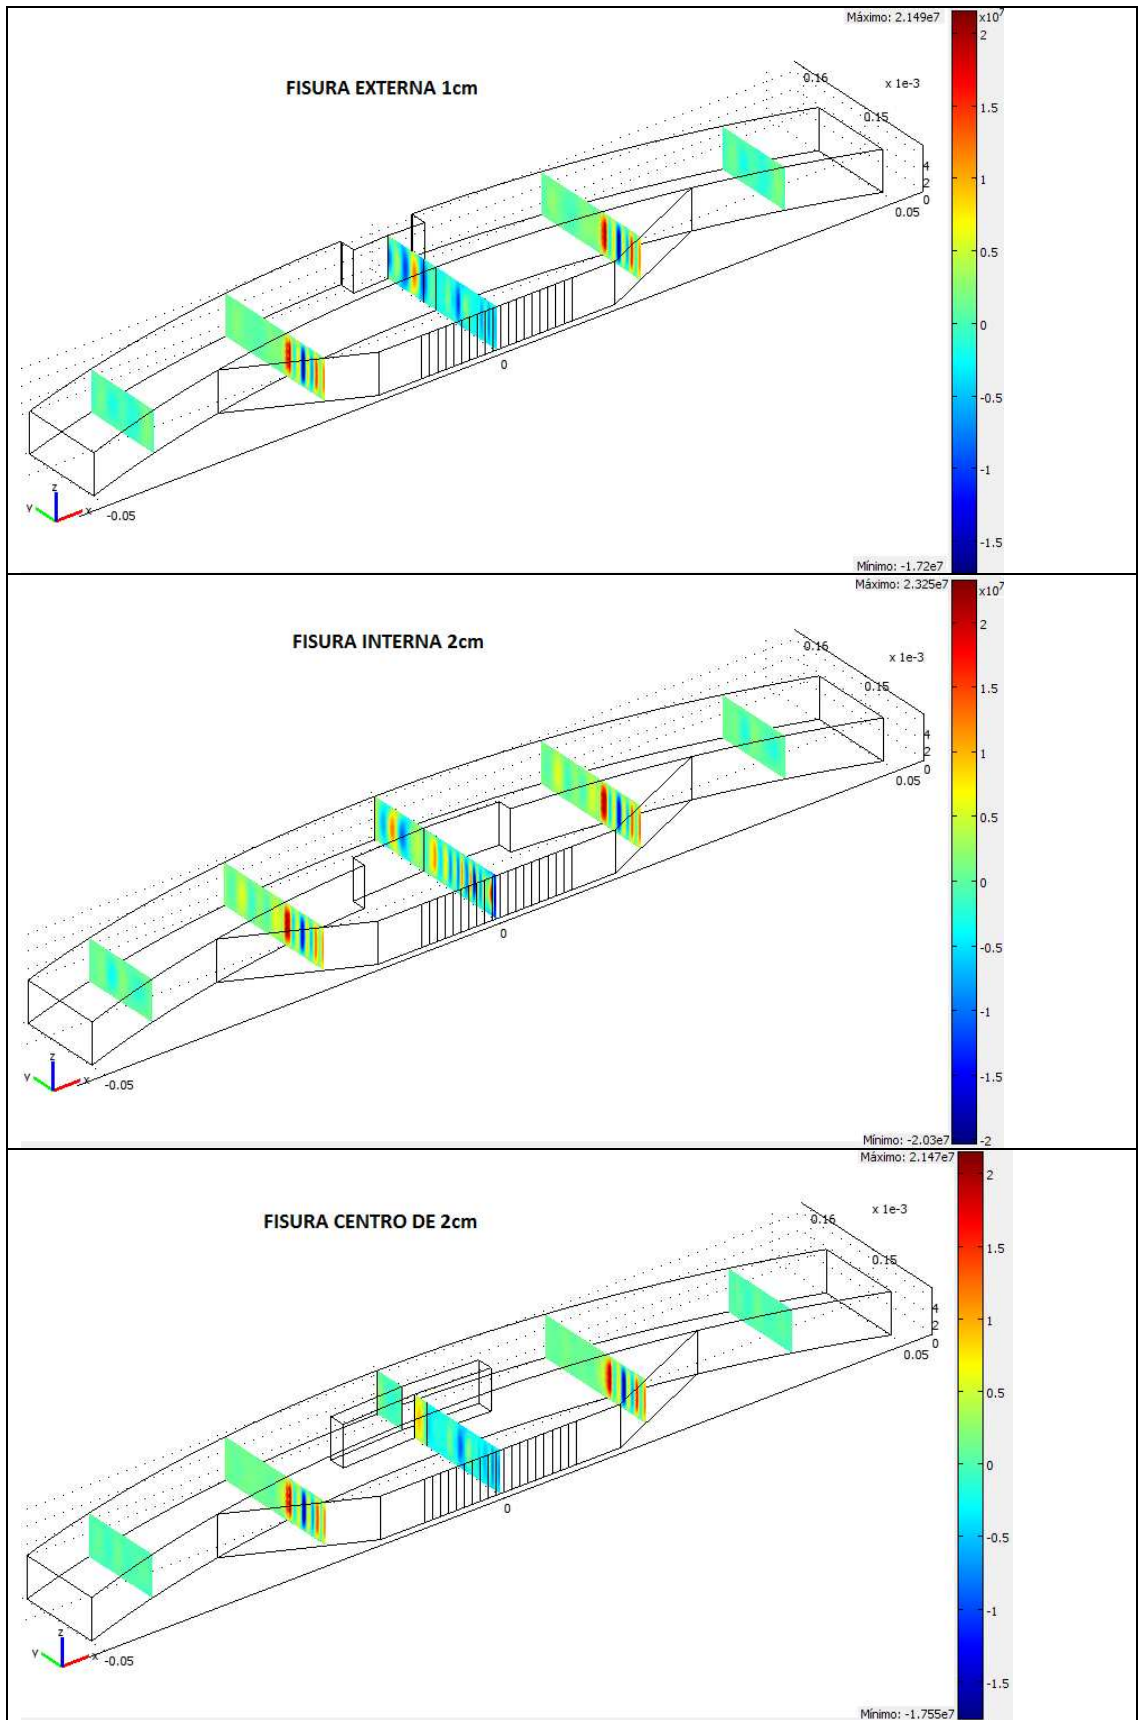 Máximo: 2.149e7
x10⁷
FISURA EXTERNA 1cm
0.16
x 1e-3
0.15
4
2
0
0.05
0
-0.05
z
y
x
2
1.5
1
0.5
0
-0.5
-1
-1.5
Mínimo: -1.72e7
Máximo: 2.325e7
x10⁷
FISURA INTERNA 2cm
0.16
x 1e-3
0.15
4
2
0
0.05
0
-0.05
z
y
x
2
1.5
1
0.5
0
-0.5
-1
-1.5
-2
Mínimo: -2.03e7
Máximo: 2.147e7
FISURA CENTRO DE 2cm
0.16
x 1e-3
0.15
4
2
0
0.05
0
-0.05
z
y
x
2
1.5
1
0.5
0
-0.5
-1
-1.5
Mínimo: -1.755e7